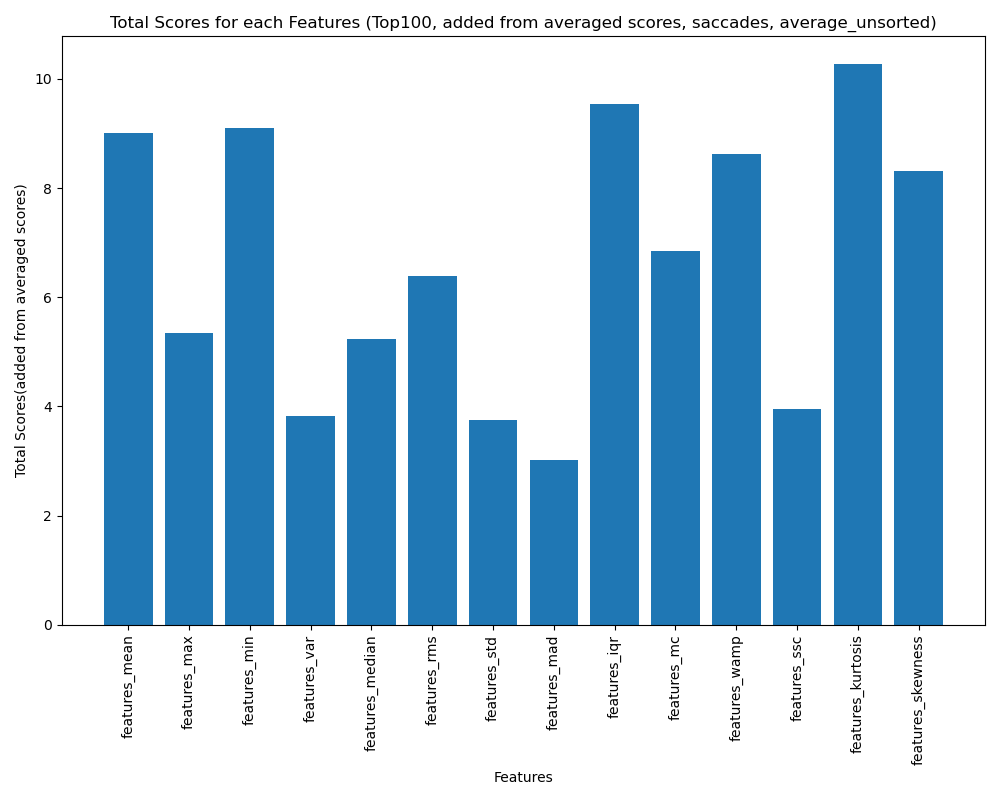 Total Scores for each Features (Top100, added from averaged scores, saccades, average_unsorted)
Total Scores(added from averaged scores)
10
8
6
4
2
0
features_mean
features_max
features_min
features_var
features_median
features_rms
features_std
features_mad
features_iqr
features_mc
features_wamp
features_ssc
features_kurtosis
features_skewness
Features